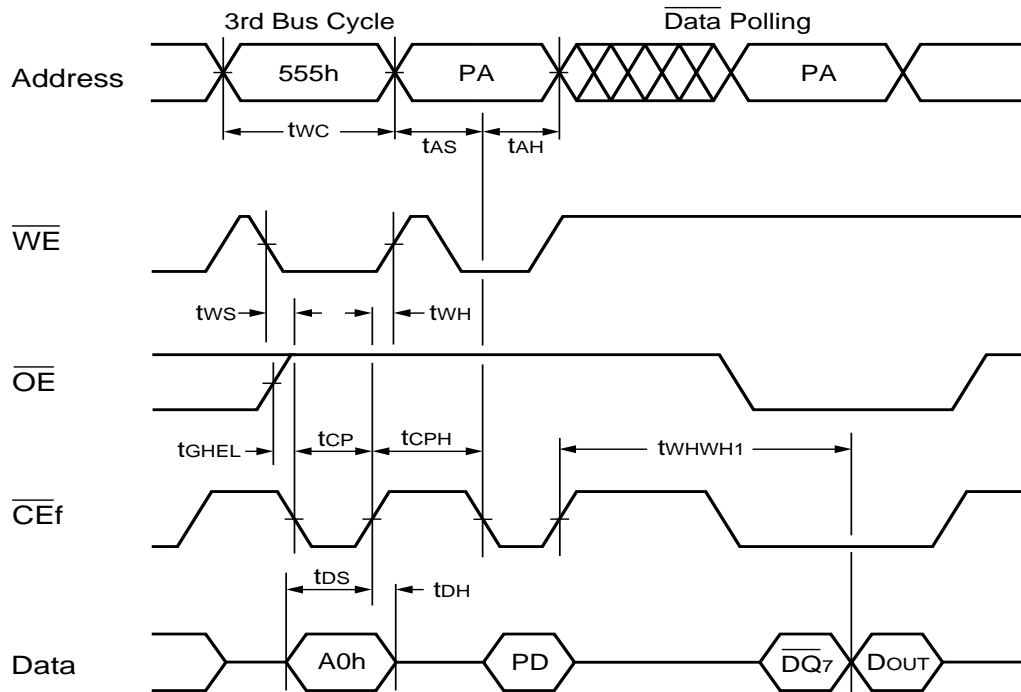 3rd Bus Cycle Data Polling
Address 555h PA PA
tWC tAS tAH
WE
tWS tWH
OE
tGHEL tCP tCPH tWHWH1
CEf
tDS tDH
Data A0h PD DQ7 DOUT